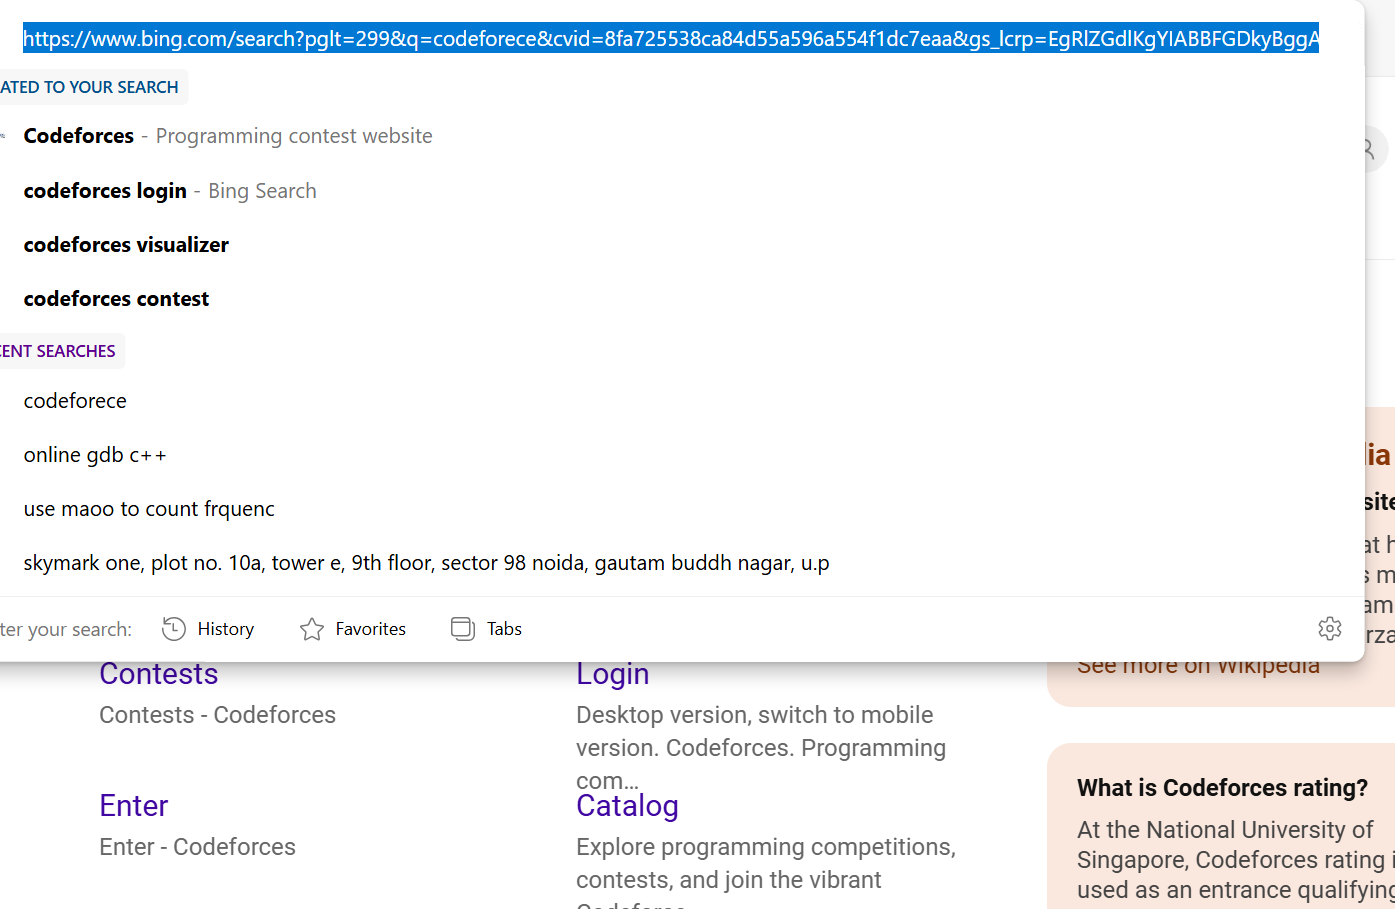 https://www.bing.com/search?pglt=299&q=codeforece&cvid=8fa725538ca84d55a596a554f1dc7eaa&gs_lcrp=EgRlZGdlKgYIABBFGDkyBggA
ATED TO YOUR SEARCH
Codeforces - Programming contest website
codeforces login - Bing Search
codeforces visualizer
codeforces contest
ENT SEARCHES
codeforece
online gdb c++
use maoo to count frquenc
skymark one, plot no. 10a, tower e, 9th floor, sector 98 noida, gautam buddh nagar, u.p
ter your search: History Favorites Tabs
Contests
Contests - Codeforces
Login
Desktop version, switch to mobile
version. Codeforces. Programming
com...
Enter
Enter - Codeforces
Catalog
Explore programming competitions,
contests, and join the vibrant
ia
site
at h
s m
am
rza
See more on Wikipedia
What is Codeforces rating?
At the National University of
Singapore, Codeforces rating i
used as an entrance qualifying